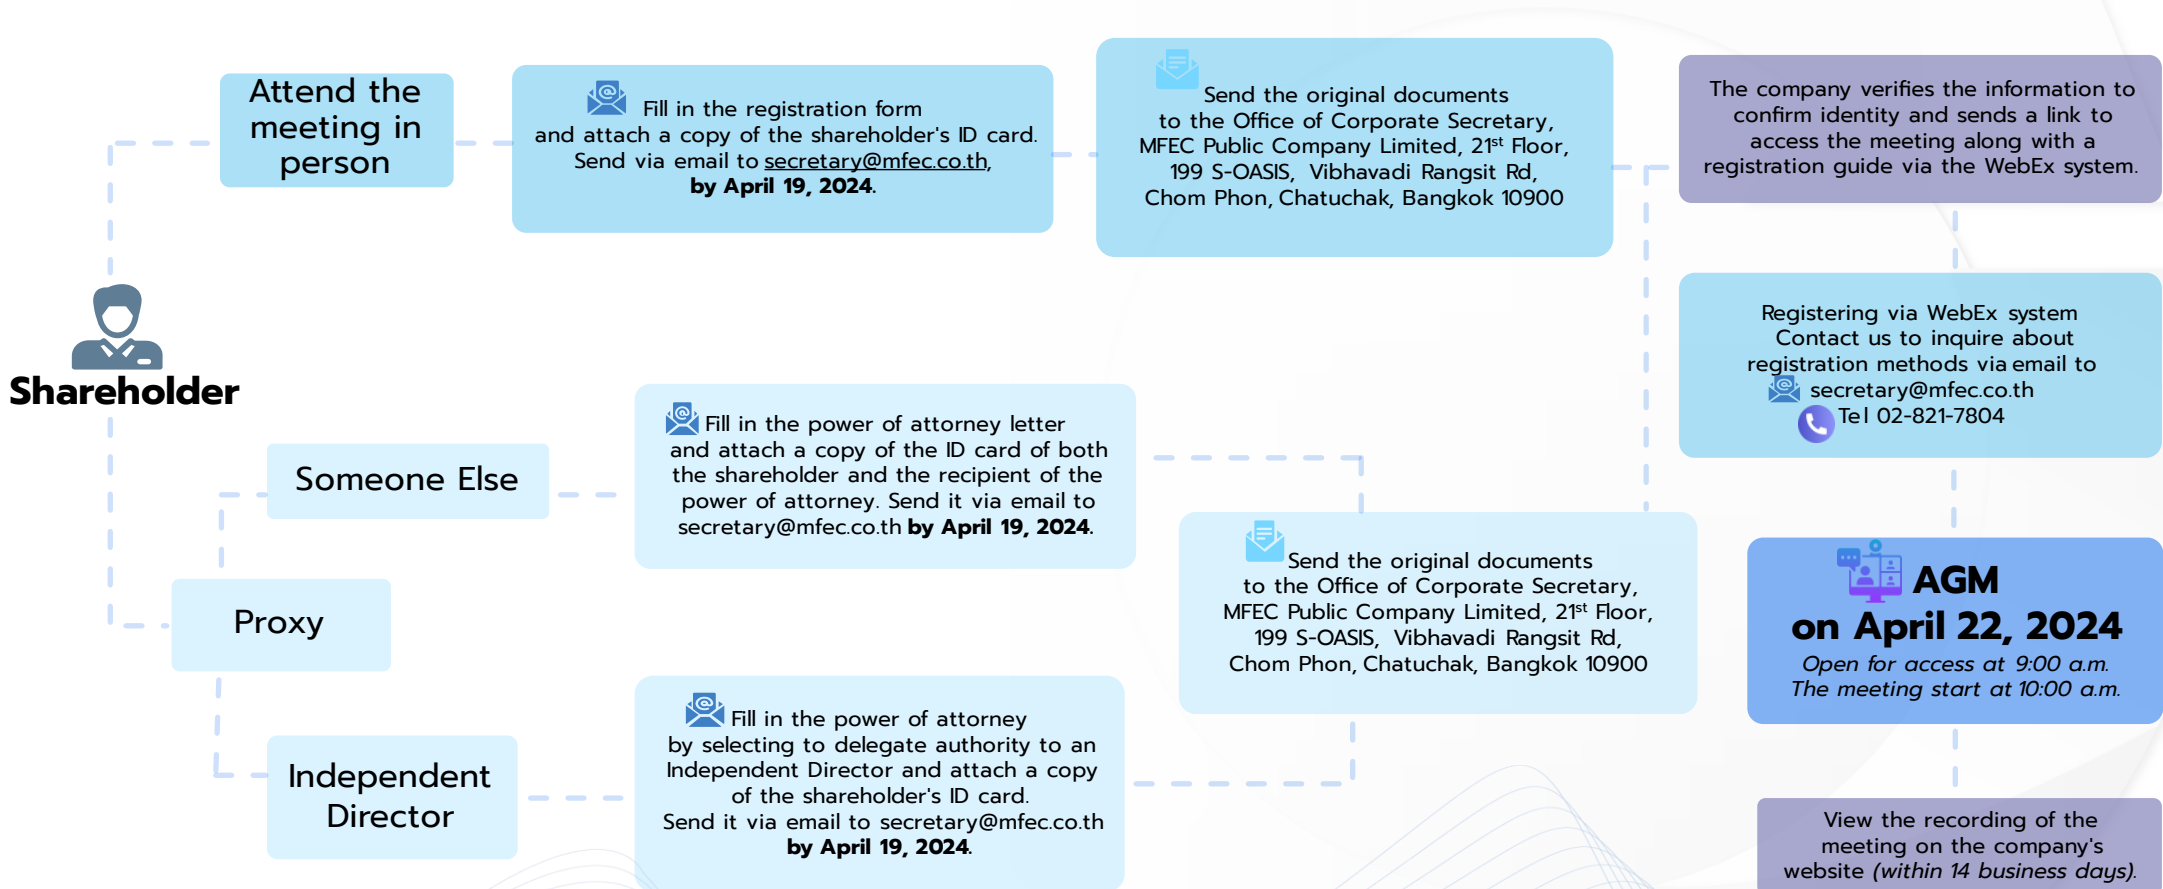 Attend the
meeting in
person
Fill in the registration form
and attach a copy of the shareholder's ID card.
Send via email to secretary@mfec.co.th,
by April 19, 2024.
Send the original documents
to the Office of Corporate Secretary,
MFEC Public Company Limited, 21st Floor,
199 S-OASIS, Vibhavadi Rangsit Rd,
Chom Phon, Chatuchak, Bangkok 10900
The company verifies the information to
confirm identity and sends a link to
access the meeting along with a
registration guide via the WebEx system.
Shareholder
Registering via WebEx system
Contact us to inquire about
registration methods via email to
secretary@mfec.co.th
Tel 02-821-7804
Someone Else
Fill in the power of attorney letter
and attach a copy of the ID card of both
the shareholder and the recipient of the
power of attorney. Send it via email to
secretary@mfec.co.th by April 19, 2024.
Proxy
Send the original documents
to the Office of Corporate Secretary,
MFEC Public Company Limited, 21st Floor,
199 S-OASIS, Vibhavadi Rangsit Rd,
Chom Phon, Chatuchak, Bangkok 10900
AGM
on April 22, 2024
Open for access at 9:00 a.m.
The meeting start at 10:00 a.m.
Independent
Director
Fill in the power of attorney
by selecting to delegate authority to an
Independent Director and attach a copy
of the shareholder's ID card.
Send it via email to secretary@mfec.co.th
by April 19, 2024.
View the recording of the
meeting on the company's
website (within 14 business days).